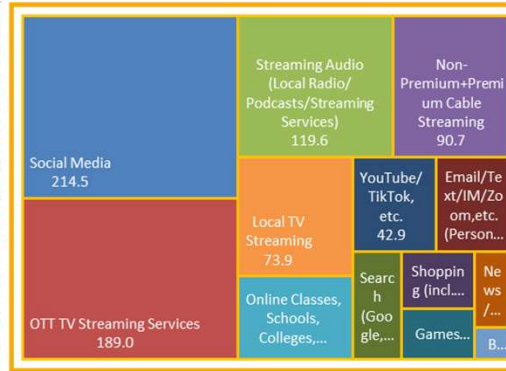 Social Media
214.5
OTT TV Streaming Services
189.0
Streaming Audio
(Local Radio/
Podcasts/Streaming
Services)
119.6
Non-
Premium+Premi
um Cable
Streaming
90.7
Local TV
Streaming
73.9
Online Classes,
Schools,
Colleges,...
YouTube/
TikTok,
etc.
42.9
Email/Te
xt/IM/Zo
om,etc.
(Person...
Searc
h
(Goo
gle,...
Shoppin
g (incl....
Games...
Ne
ws
/...
B...